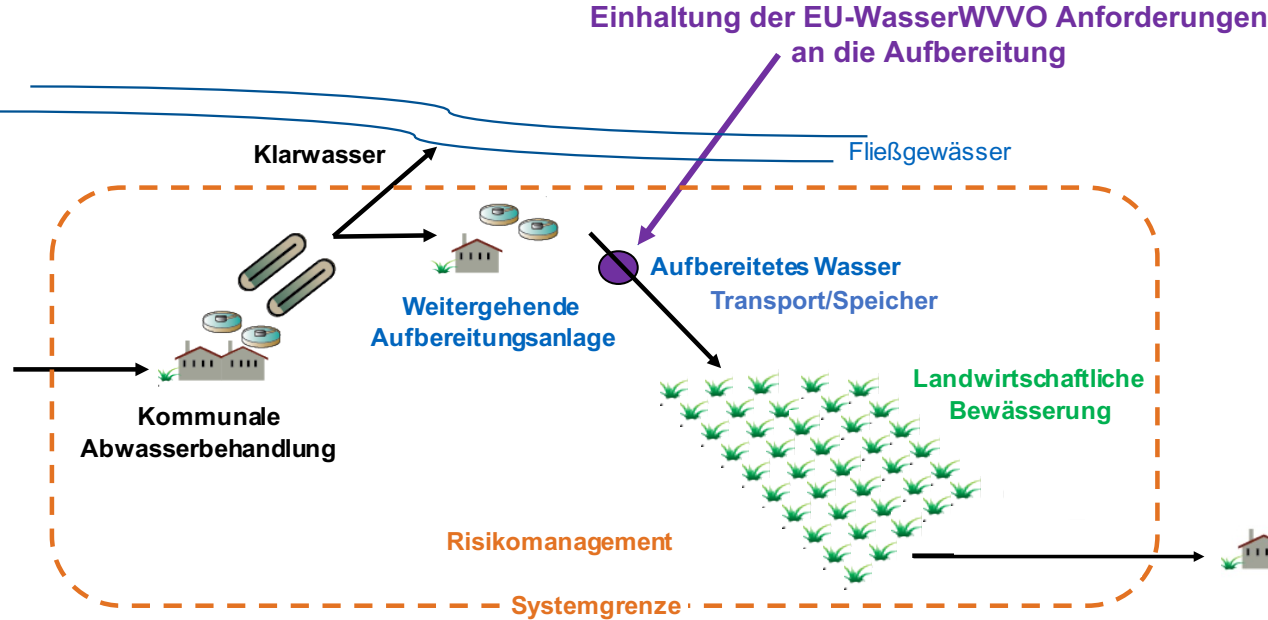 Einhaltung der EU-WasserWVVO Anforderungen
an die Aufbereitung
Klarwasser
Fließgewässer
Aufbereitetes Wasser
Transport/Speicher
Weitergehende
Aufbereitungsanlage
Landwirtschaftliche
Bewässerung
Kommunale
Abwasserbehandlung
Risikomanagement
Systemgrenze